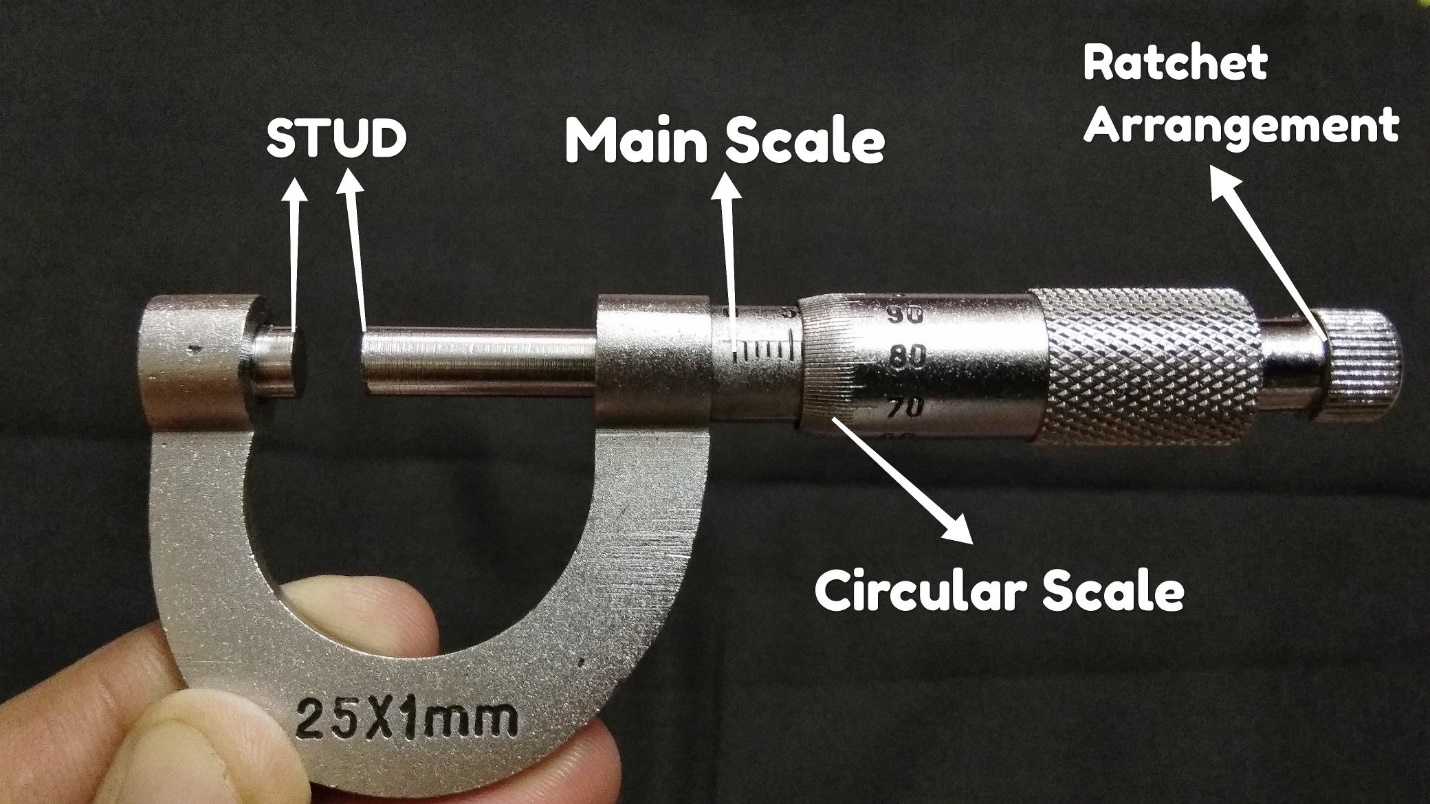 Ratchet
Arrangement
STUD
Main Scale
90
80
70
Circular Scale
25X1mm